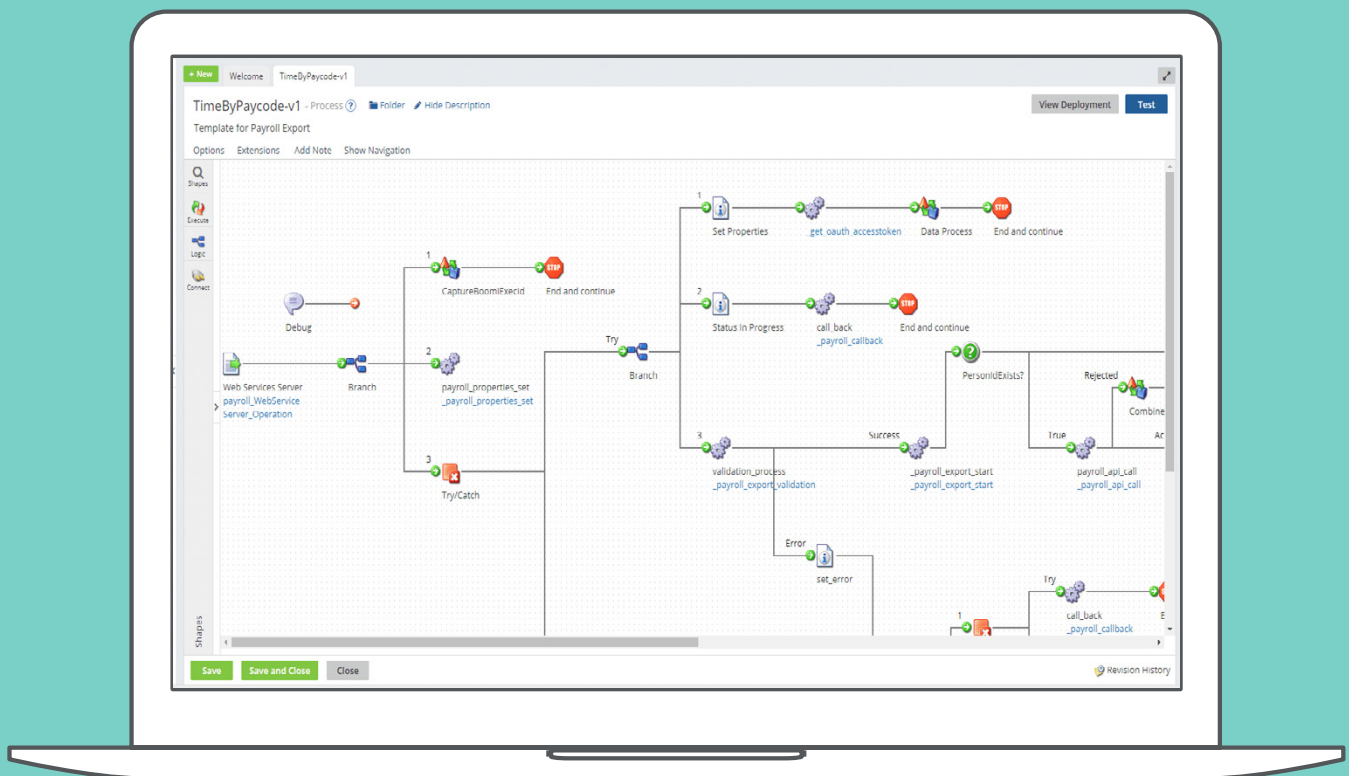 + New
Welcome
TimeByPaycode-v1
TimeByPaycode-v1 - Process ? Folder Hide Description
View Deployment
Test
Template for Payroll Export
Options Extensions Add Note Show Navigation
Shapes
Execute
Logic
Connect
Shapes
Debug
Web Services Server
payroll_WebService
Server_Operation
Branch
1
STOP
CaptureBoomiExecid
End and continue
2
payroll_properties_set
_payroll_properties_set
3
Try/Catch
Try
Branch
1
STOP
Set Properties
_get_oauth_accesstoken
Data Process
End and continue
2
STOP
Status In Progress
call_back
_payroll_callback
End and continue
3
validation_process
_payroll_export_validation
Success
_payroll_export_start
_payroll_export_start
Error
set_error
?
PersonIdExists?
Rejected
Combine
True
Ac
payroll_api_call
_payroll_api_call
1
Try
call_back
_payroll_callback
E
Save
Save and Close
Close
Revision History